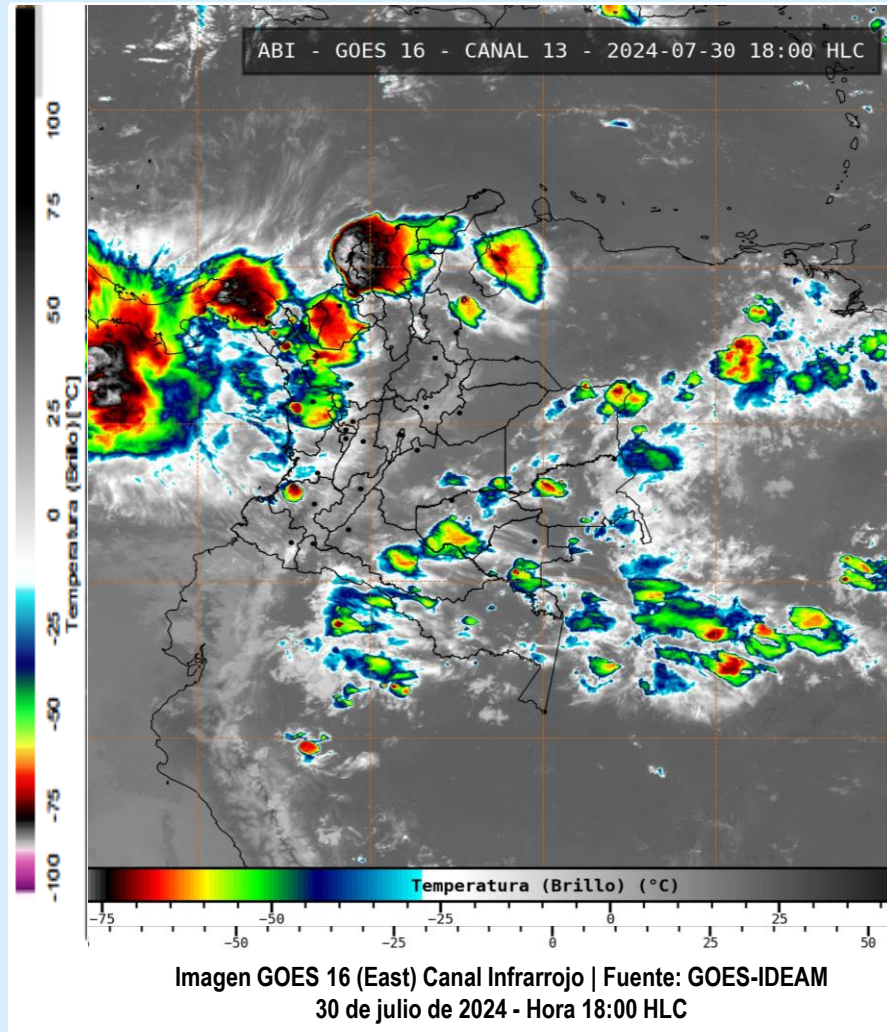 ABI - GOES 16 - CANAL 13 - 2024-07-30 18:00 HLC
100
75
50
25
0
−25
−50
−75
−100
Temperatura (Brillo) [°C]
Temperatura (Brillo) (°C)
−75 −50 −25 0 25
−50 −25 0 25 50
Imagen GOES 16 (East) Canal Infrarrojo | Fuente: GOES-IDEAM
30 de julio de 2024 - Hora 18:00 HLC